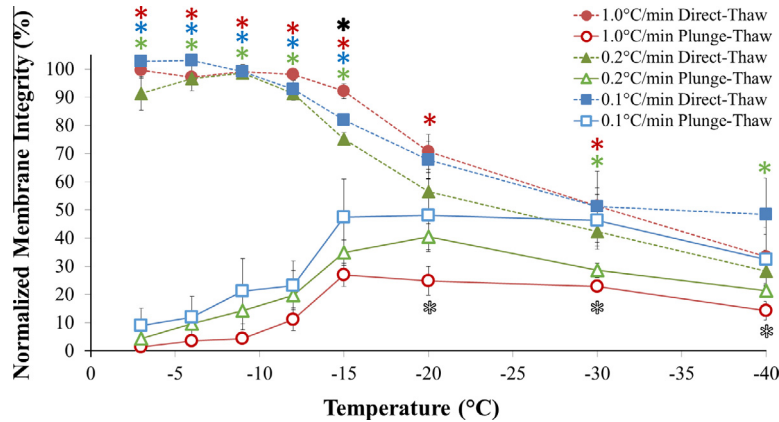 Normalized Membrane Integrity (%)
100
90
80
70
60
50
40
30
20
10
0
0
-5
-10
-15
-20
-25
-30
-35
-40
Temperature (°C)
1.0°C/min Direct-Thaw
1.0°C/min Plunge-Thaw
0.2°C/min Direct-Thaw
0.2°C/min Plunge-Thaw
0.1°C/min Direct-Thaw
0.1°C/min Plunge-Thaw